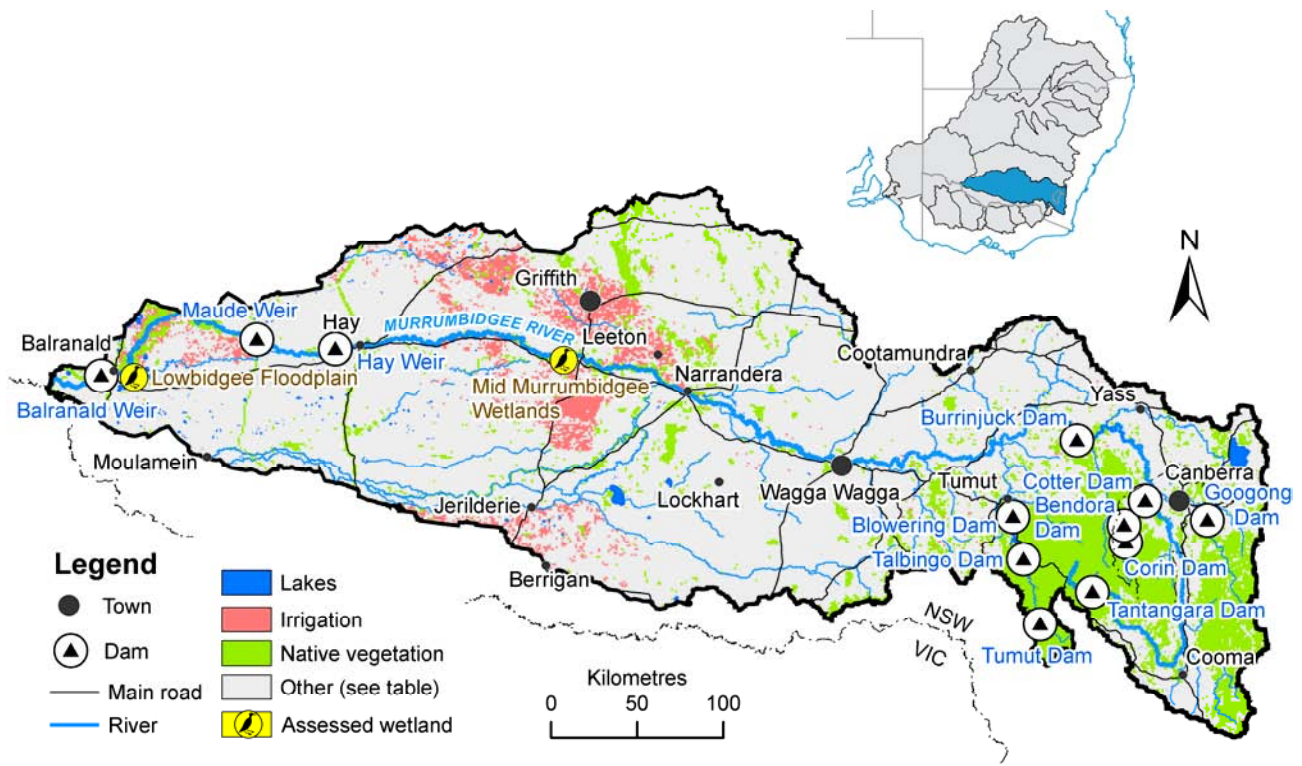 N
Griffith
Maude Weir
Hay
MURRUMBIDGEE RIVER
Leeton
Balranald
Hay Weir
Cootamundra
Lowbidgee Floodplain
Mid Murrumbidgee
Wetlands
Narrandera
Balranald Weir
Yass
Burrinjuck Dam
Moulamein
Canberra
Tumut
Cotter Dam
Googong
Dam
Jerilderie
Lockhart
Wagga Wagga
Bendora
Dam
Blowering Dam
Talbingo Dam
Corin Dam
Berrigan
Tantangara Dam
NSW
VIC
Tumut Dam
Cooma
Legend
Town
Dam
Main road
River
Lakes
Irrigation
Native vegetation
Other (see table)
Assessed wetland
Kilometres
0 50 100